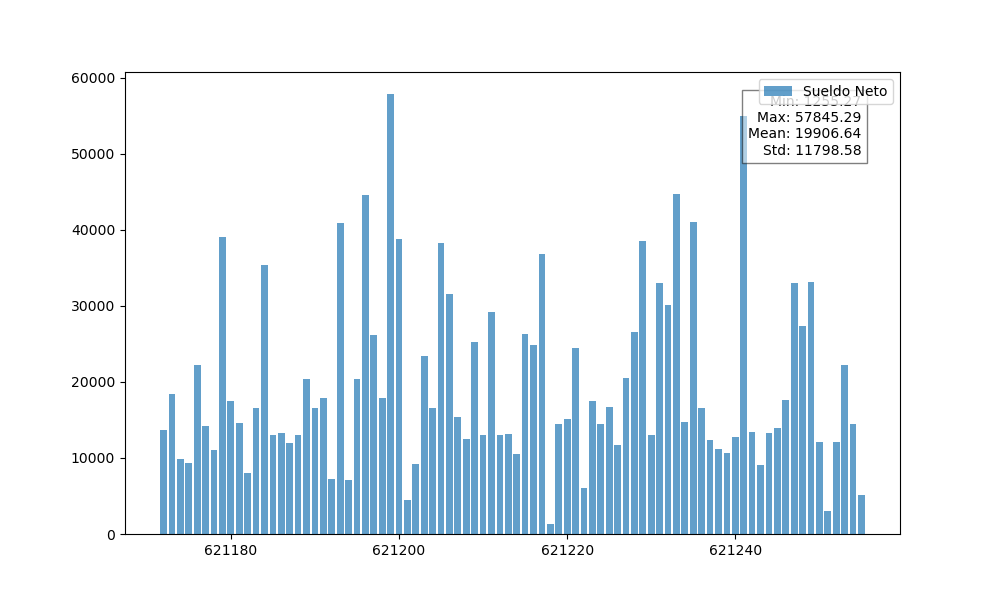 60000
50000
40000
30000
20000
10000
0
621180
621200
621220
621240
Sueldo Neto
Min: 1255.27
Max: 57845.29
Mean: 19906.64
Std: 11798.58